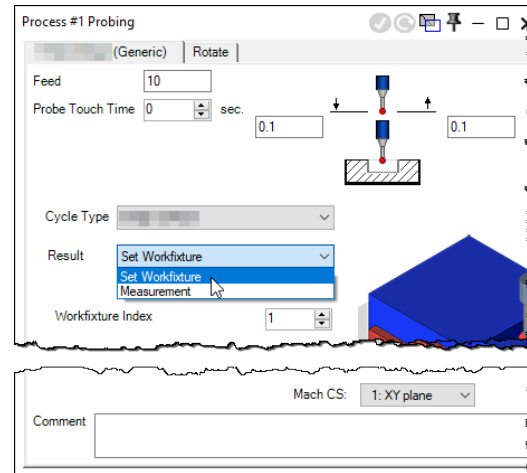 Process #1 Probing
(Generic) Rotate
Feed 10
Probe Touch Time 0 sec.
0.1 0.1
Cycle Type
Result Set Workfixture
Set Workfixture
Measurement
Workfixture Index 1
Mach CS: 1: XY plane
Comment